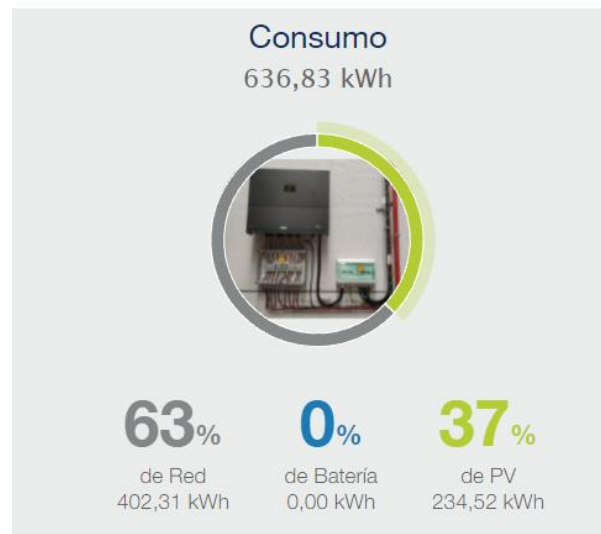 Consumo
636,83 kWh
63% 0% 37%
de Red de Batería de PV
402,31 kWh 0,00 kWh 234,52 kWh